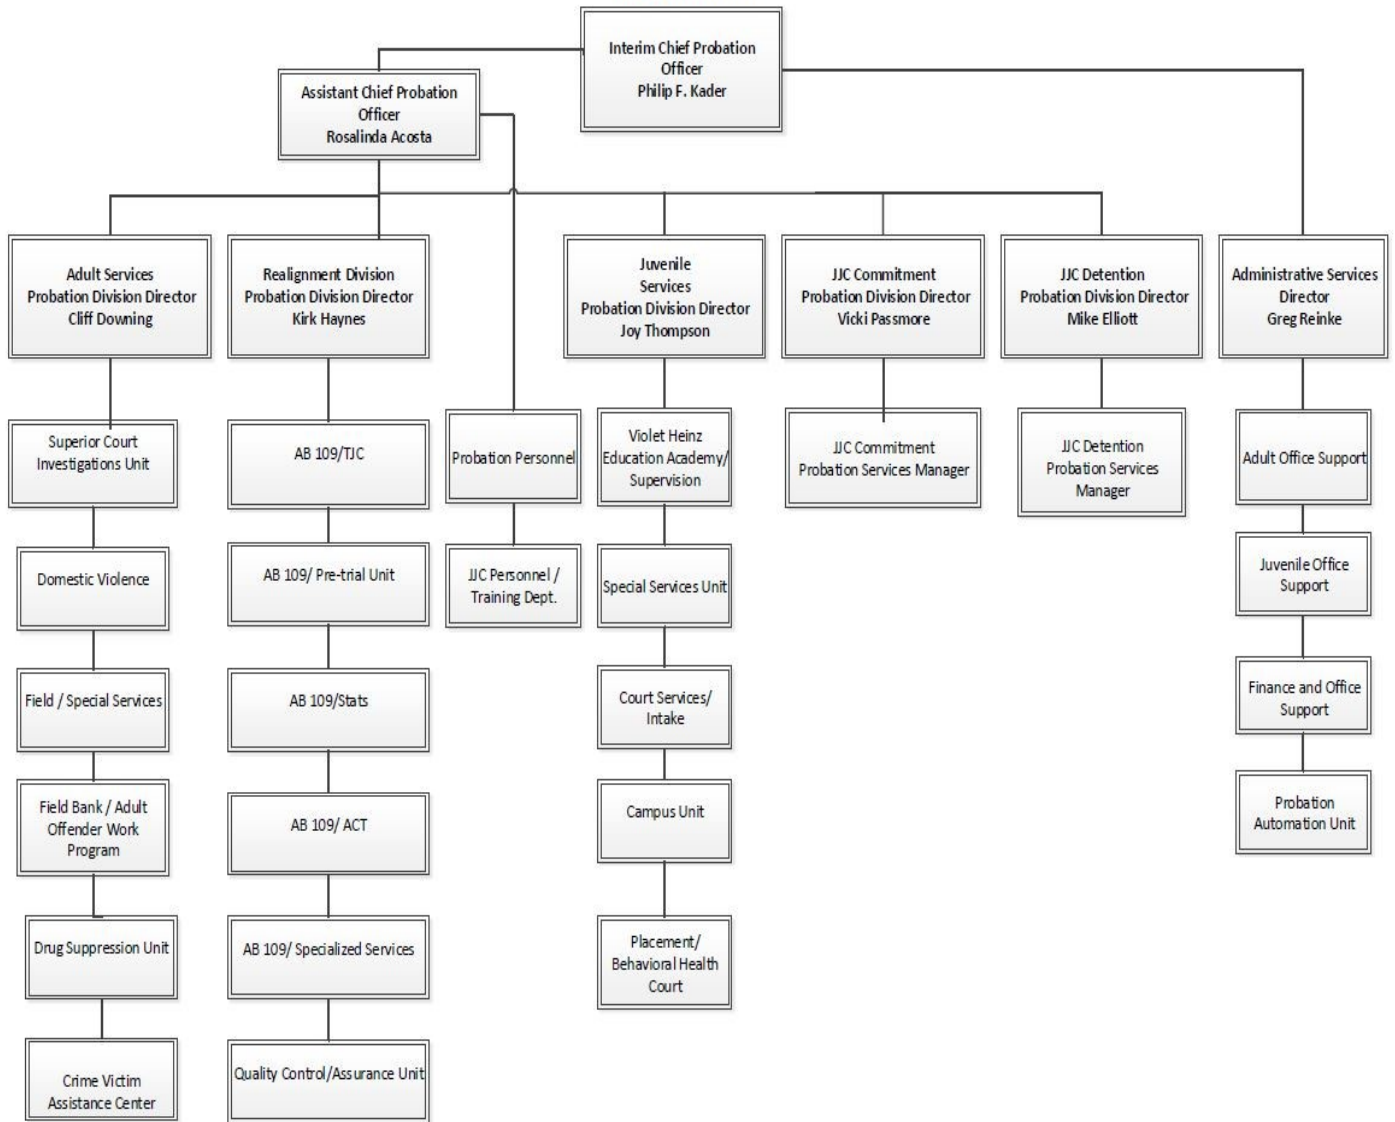 Interim Chief Probation
Officer
Philip F. Kader
Assistant Chief Probation
Officer
Rosalinda Acosta
Adult Services
Probation Division Director
Cliff Downing
Realignment Division
Probation Division Director
Kirk Haynes
Juvenile
Services
Probation Division Director
Joy Thompson
JJC Commitment
Probation Division Director
Vicki Passmore
JJC Detention
Probation Division Director
Mike Elliott
Administrative Services
Director
Greg Reinke
Superior Court
Investigations Unit
Domestic Violence
Field / Special Services
Field Bank / Adult
Offender Work
Program
Drug Suppression Unit
Crime Victim
Assistance Center
AB 109/TJC
AB 109/ Pre-trial Unit
AB 109/Stats
AB 109/ ACT
AB 109/ Specialized Services
Quality Control/Assurance Unit
Probation Personnel
JJC Personnel /
Training Dept.
Violet Heinz
Education Academy/
Supervision
Special Services Unit
Court Services/
Intake
Campus Unit
Placement/
Behavioral Health
Court
JJC Commitment
Probation Services Manager
JJC Detention
Probation Services
Manager
Adult Office Support
Juvenile Office
Support
Finance and Office
Support
Probation
Automation Unit